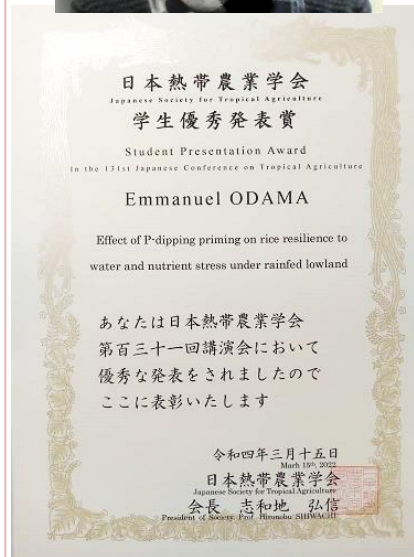 日本熱帯農業学会
Japanese Society for Tropical Agriculture
学生優秀発表賞
Student Presentation Award
In the 131st Japanese Conference on Tropical Agriculture
Emmanuel ODAMA
Effect of P-dipping priming on rice resilience to
water and nutrient stress under rainfed lowland
あなたは日本熱帯農業学会
第百三十一回講演会において
優秀な発表をされましたので
ここに表彰いたします
令和四年三月十五日
Marh 15th, 2022
日本熱帯農業学会
Japanese Society for Tropical Agriculture
会長 志和地 弘信
President of Society, Prof. Hironobu SHIWACHI